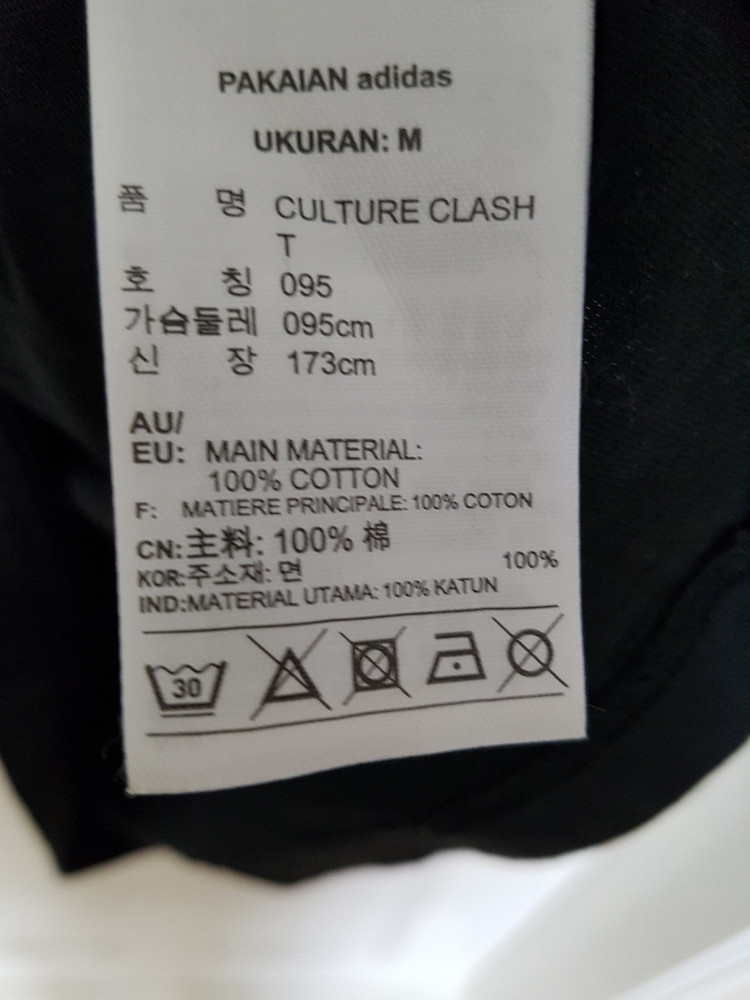 PAKAIAN adidas
UKURAN: M
품 명 CULTURE CLASH
T
호 칭 095
가슴둘레 095cm
신 장 173cm
AU/
EU: MAIN MATERIAL:
100% COTTON
F: MATIERE PRINCIPALE: 100% COTON
CN:主料: 100% 棉
KOR:주소재: 면 100%
IND:MATERIAL UTAMA: 100% KATUN
30